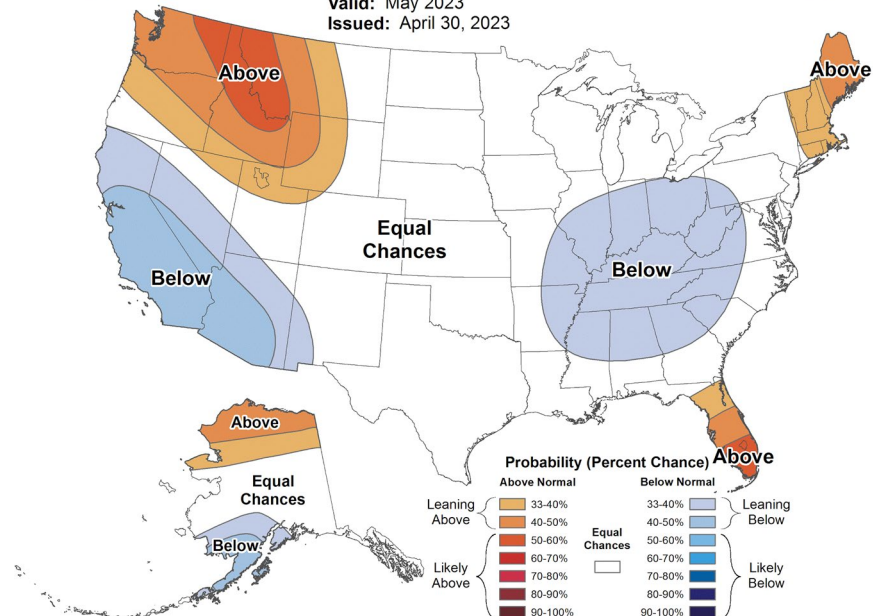 Valid: May 2023
Issued: April 30, 2023
Above
Above
Equal
Chances
Below
Below
Above
Above
Equal
Chances
Below
Probability (Percent Chance)
Above Normal
Below Normal
Leaning
Above
33-40%
40-50%
50-60%
60-70%
70-80%
80-90%
90-100%
Likely
Above
Equal
Chances
33-40%
40-50%
50-60%
60-70%
70-80%
80-90%
90-100%
Leaning
Below
Likely
Below